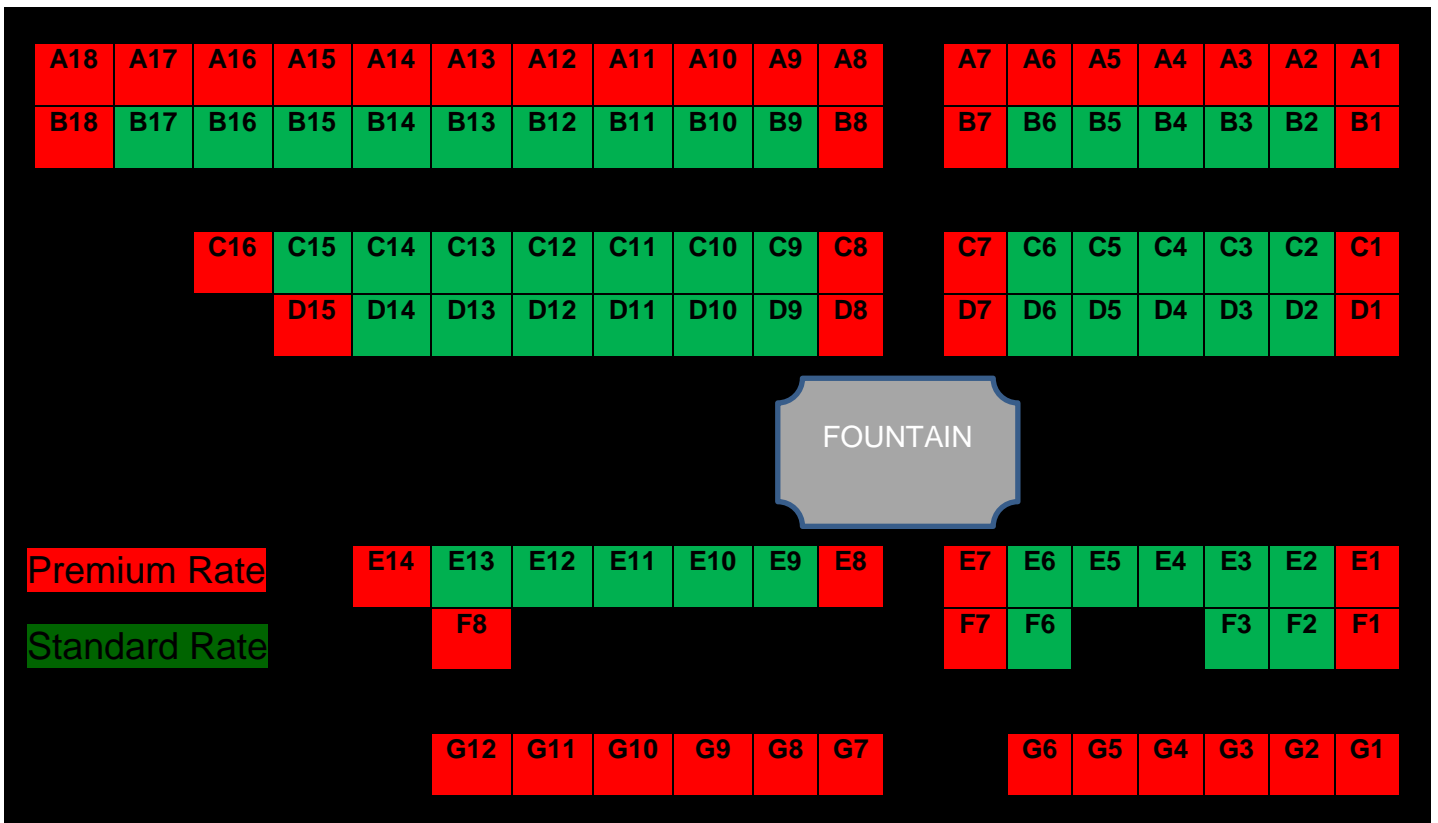 A18 A17 A16 A15 A14 A13 A12 A11 A10 A9 A8 A7 A6 A5 A4 A3 A2 A1
B18 B17 B16 B15 B14 B13 B12 B11 B10 B9 B8 B7 B6 B5 B4 B3 B2 B1
C16 C15 C14 C13 C12 C11 C10 C9 C8 C7 C6 C5 C4 C3 C2 C1
D15 D14 D13 D12 D11 D10 D9 D8 D7 D6 D5 D4 D3 D2 D1
FOUNTAIN
Premium Rate E14 E13 E12 E11 E10 E9 E8 E7 E6 E5 E4 E3 E2 E1
Standard Rate F8 F7 F6 F3 F2 F1
G12 G11 G10 G9 G8 G7 G6 G5 G4 G3 G2 G1